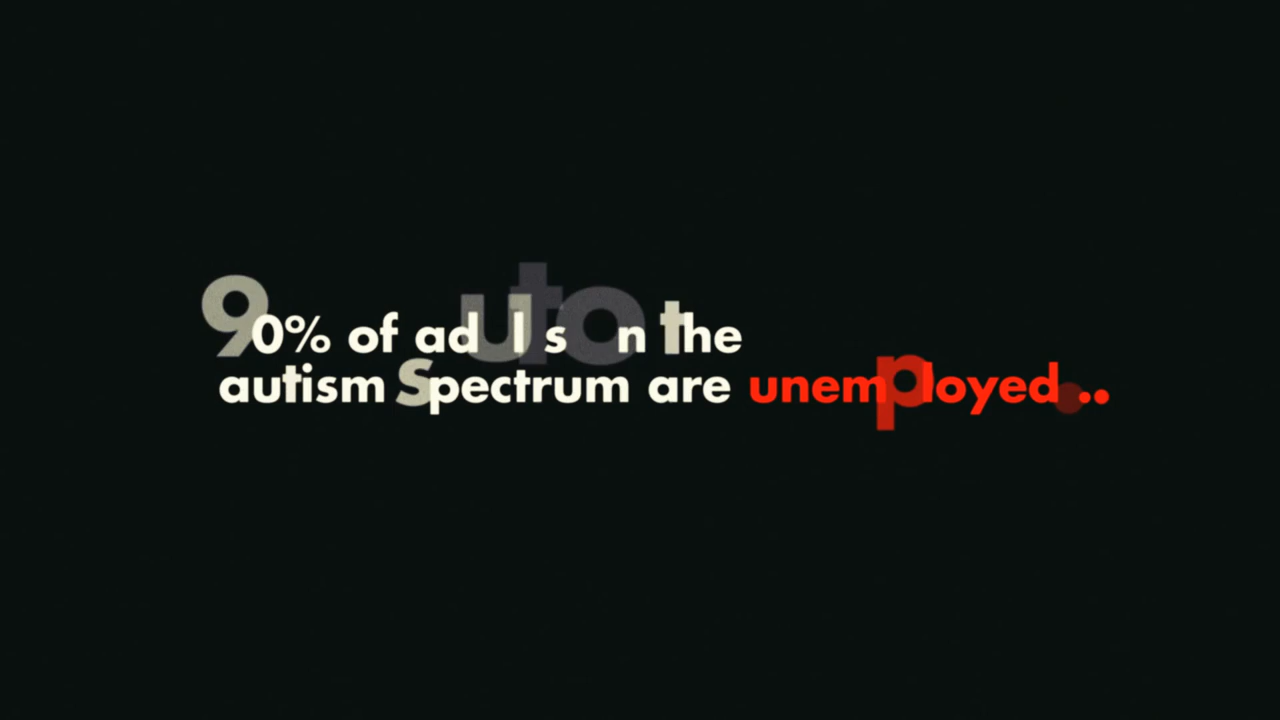 90% of adults on the
autism Spectrum are unemployed...